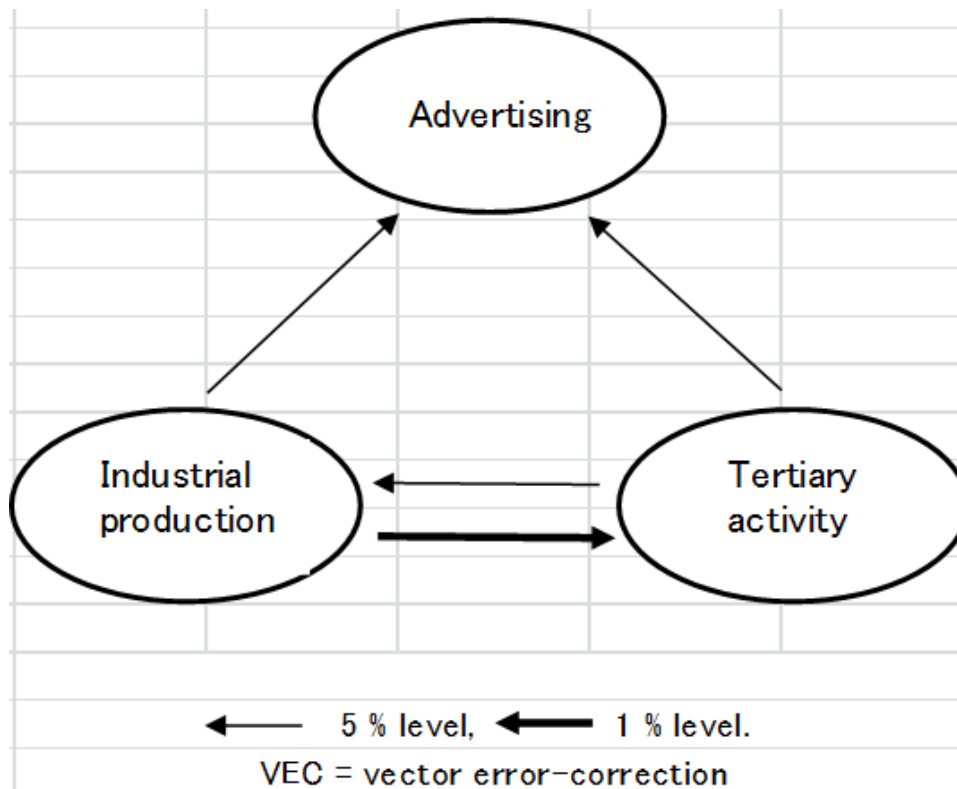 Advertising
Industrial
production
Tertiary
activity
5 % level, 1 % level.
VEC = vector error-correction